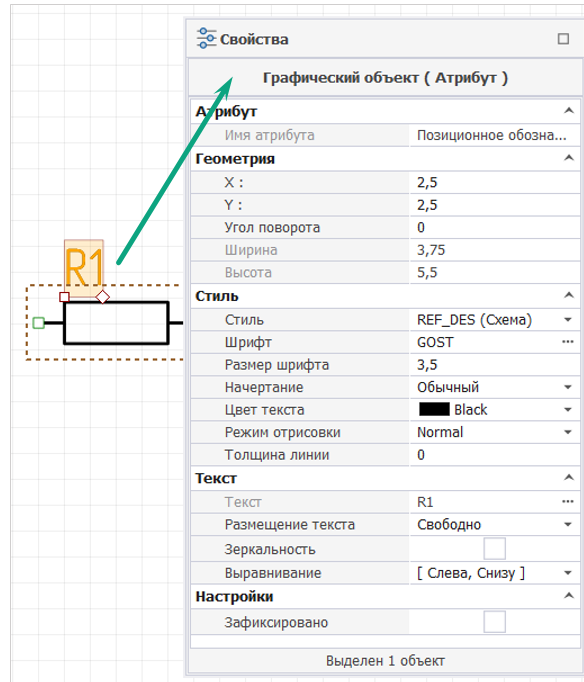 Свойства
Графический объект ( Атрибут )
Атрибут
Имя атрибута Позиционное обозна...
Геометрия
X : 2,5
Y : 2,5
Угол поворота 0
Ширина 3,75
Высота 5,5
Стиль
Стиль REF_DES (Схема)
Шрифт GOST ...
Размер шрифта 3,5
Начертание Обычный
Цвет текста Black
Режим отрисовки Normal
Толщина линии 0
Текст
Текст R1 ...
Размещение текста Свободно
Зеркальность
Выравнивание [ Слева, Снизу ]
Настройки
Зафиксировано
Выделен 1 объект
R1